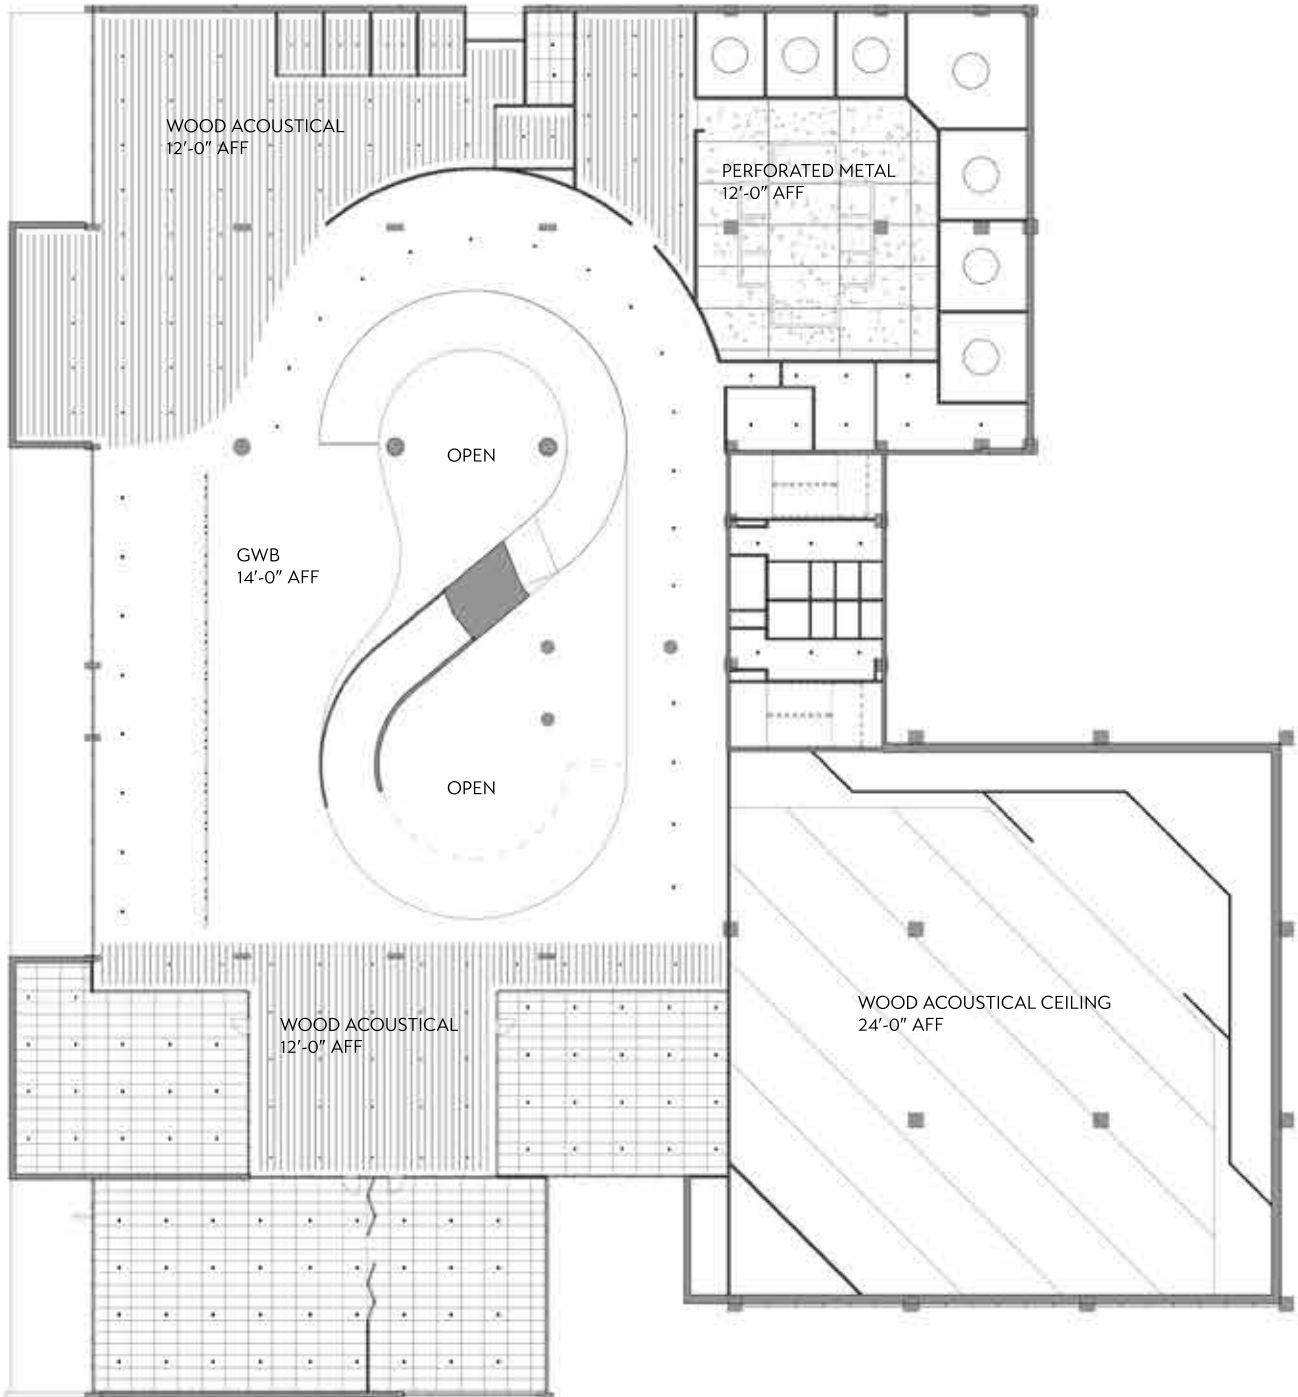 WOOD ACOUSTICAL
12'-0" AFF
PERFORATED METAL
12'-0" AFF
OPEN
GWB
14'-0" AFF
OPEN
WOOD ACOUSTICAL CEILING
24'-0" AFF
WOOD ACOUSTICAL
12'-0" AFF